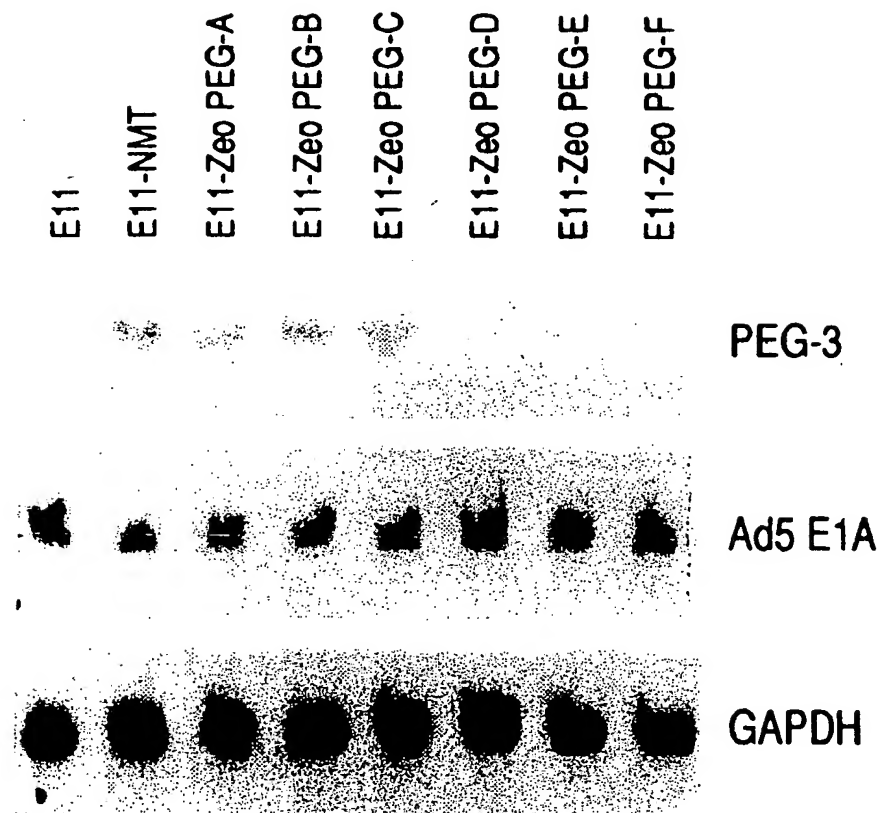 E11
E11-NMT
E11-Zeo PEG-A
E11-Zeo PEG-B
E11-Zeo PEG-C
E11-Zeo PEG-D
E11-Zeo PEG-E
E11-Zeo PEG-F
PEG-3
Ad5 E1A
GAPDH